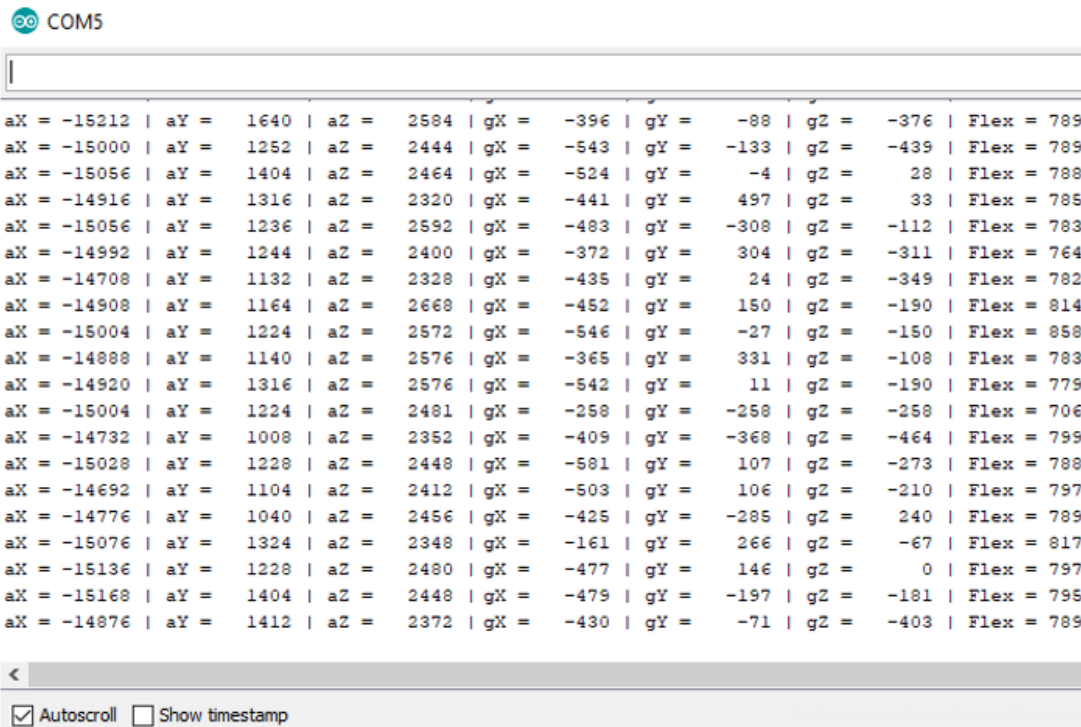 COM5
aX = -15212 | aY = 1640 | aZ = 2584 | gX = -396 | gY = -88 | gZ = -376 | Flex = 789
aX = -15000 | aY = 1252 | aZ = 2444 | gX = -543 | gY = -133 | gZ = -439 | Flex = 789
aX = -15056 | aY = 1404 | aZ = 2464 | gX = -524 | gY = -4 | gZ = 28 | Flex = 788
aX = -14916 | aY = 1316 | aZ = 2320 | gX = -441 | gY = 497 | gZ = 33 | Flex = 785
aX = -15056 | aY = 1236 | aZ = 2592 | gX = -483 | gY = -308 | gZ = -112 | Flex = 783
aX = -14992 | aY = 1244 | aZ = 2400 | gX = -372 | gY = 304 | gZ = -311 | Flex = 764
aX = -14708 | aY = 1132 | aZ = 2328 | gX = -435 | gY = 24 | gZ = -349 | Flex = 782
aX = -14908 | aY = 1164 | aZ = 2668 | gX = -452 | gY = 150 | gZ = -190 | Flex = 814
aX = -15004 | aY = 1224 | aZ = 2572 | gX = -546 | gY = -27 | gZ = -150 | Flex = 858
aX = -14888 | aY = 1140 | aZ = 2576 | gX = -365 | gY = 331 | gZ = -108 | Flex = 783
aX = -14920 | aY = 1316 | aZ = 2576 | gX = -542 | gY = 11 | gZ = -190 | Flex = 779
aX = -15004 | aY = 1224 | aZ = 2481 | gX = -258 | gY = -258 | gZ = -258 | Flex = 706
aX = -14732 | aY = 1008 | aZ = 2352 | gX = -409 | gY = -368 | gZ = -464 | Flex = 799
aX = -15028 | aY = 1228 | aZ = 2448 | gX = -581 | gY = 107 | gZ = -273 | Flex = 788
aX = -14692 | aY = 1104 | aZ = 2412 | gX = -503 | gY = 106 | gZ = -210 | Flex = 797
aX = -14776 | aY = 1040 | aZ = 2456 | gX = -425 | gY = -285 | gZ = 240 | Flex = 789
aX = -15076 | aY = 1324 | aZ = 2348 | gX = -161 | gY = 266 | gZ = -67 | Flex = 817
aX = -15136 | aY = 1228 | aZ = 2480 | gX = -477 | gY = 146 | gZ = 0 | Flex = 797
aX = -15168 | aY = 1404 | aZ = 2448 | gX = -479 | gY = -197 | gZ = -181 | Flex = 795
aX = -14876 | aY = 1412 | aZ = 2372 | gX = -430 | gY = -71 | gZ = -403 | Flex = 789
Autoscroll Show timestamp